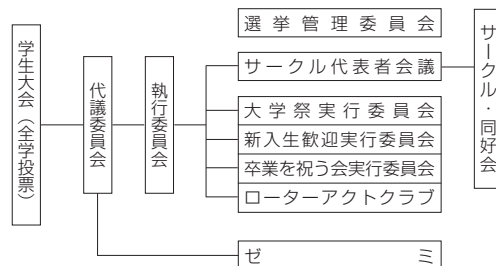 学生大会（全学投票）
代議委員会
執行委員会
選挙管理委員会
サークル代表者会議
大学祭実行委員会
新入生歓迎実行委員会
卒業を祝う会実行委員会
ローターアクトクラブ
ゼミ
サークル・同好会